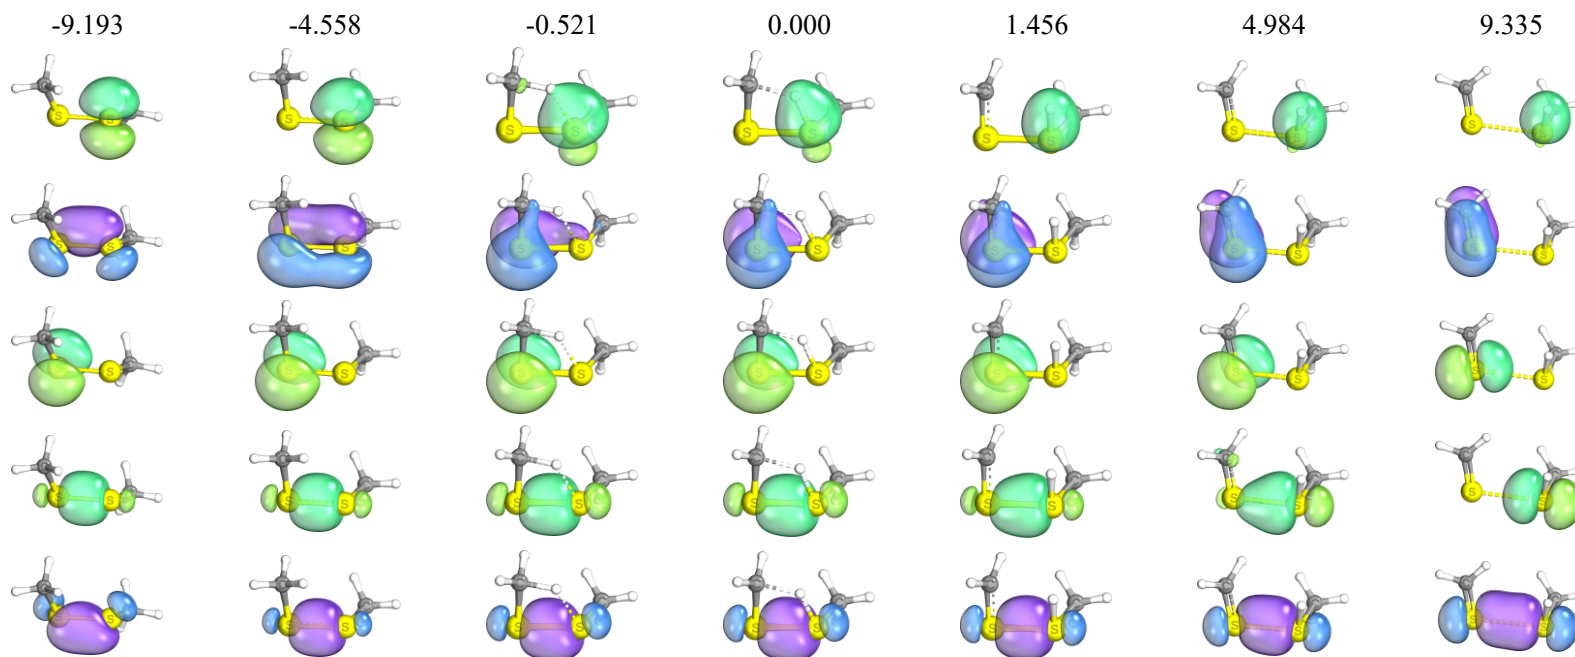 -9.193 -4.558 -0.521 0.000 1.456 4.984 9.335
S S S S S S S S
S S S S S S S S S S S
S S S S S S S S S S S S S S
S S S S S S S S S S S S S
S S S S S S S S S S S S S